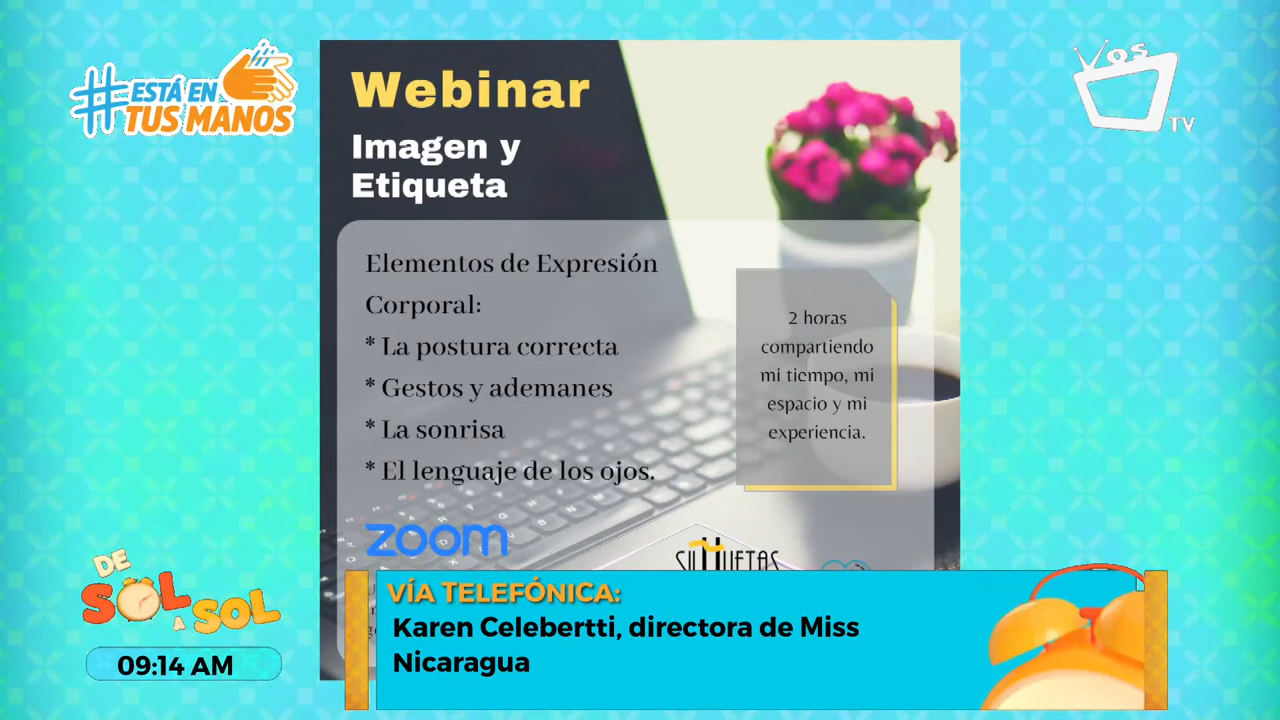 #ESTÁ EN
TUS MANOS
VOS
TV
Webinar
Imagen y
Etiqueta
Elementos de Expresión
Corporal:
* La postura correcta
* Gestos y ademanes
* La sonrisa
* El lenguaje de los ojos.
2 horas
compartiendo
mi tiempo, mi
espacio y mi
experiencia.
zoom
SILHUETAS
DE
SOL
A
SOL
09:14 AM
VÍA TELEFÓNICA:
Karen Celebertti, directora de Miss
Nicaragua